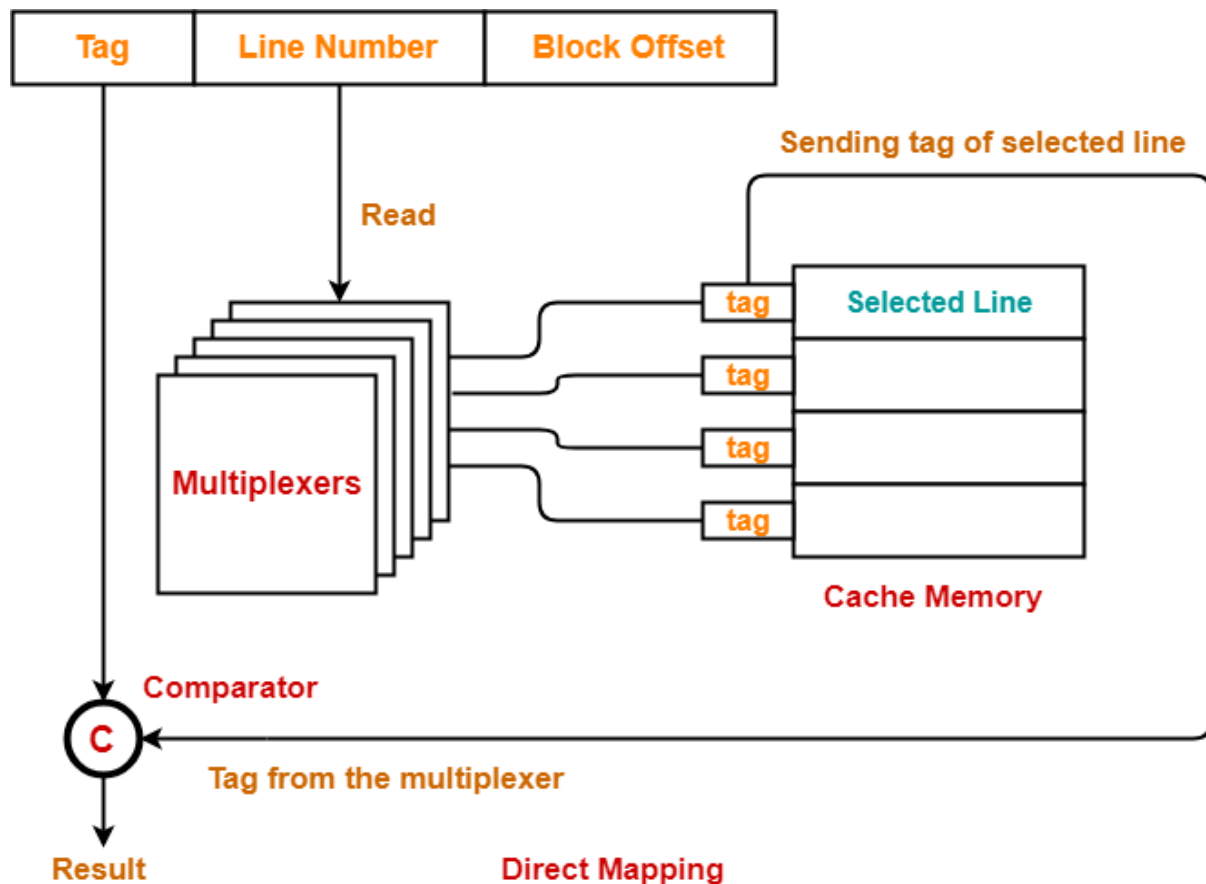 Tag Line Number Block Offset
Sending tag of selected line
Read
tag Selected Line
tag
tag
tag
Multiplexers
Cache Memory
Comparator
C
Tag from the multiplexer
Result
Direct Mapping